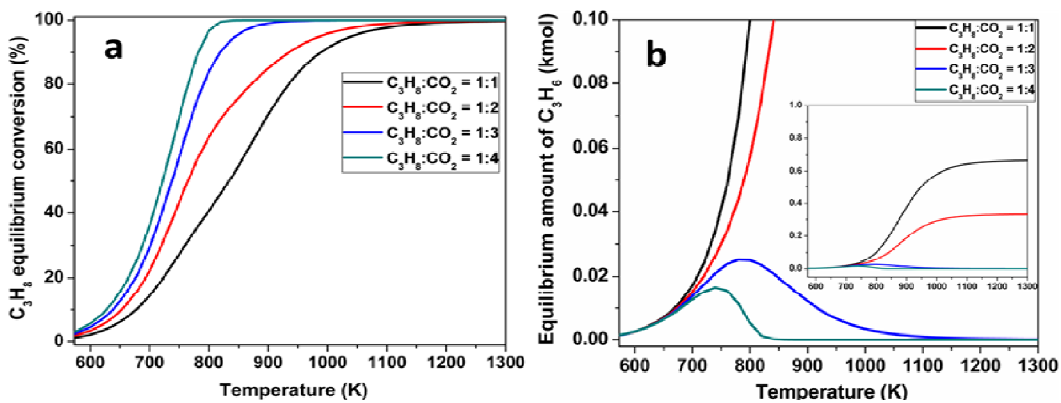 a
C₃H₈ equilibrium conversion (%)
100
80
60
40
20
0
C₃H₈:CO₂ = 1:1
C₃H₈:CO₂ = 1:2
C₃H₈:CO₂ = 1:3
C₃H₈:CO₂ = 1:4
600 700 800 900 1000 1100 1200 1300
Temperature (K)
b
Equilibrium amount of C₃H₆ (kmol)
0.10
0.08
0.06
0.04
0.02
0.00
C₃H₈:CO₂ = 1:1
C₃H₈:CO₂ = 1:2
C₃H₈:CO₂ = 1:3
C₃H₈:CO₂ = 1:4
1.0
0.8
0.6
0.4
0.2
0.0
600 700 800 900 1000 1100 1200 1300
600 700 800 900 1000 1100 1200 1300
Temperature (K)